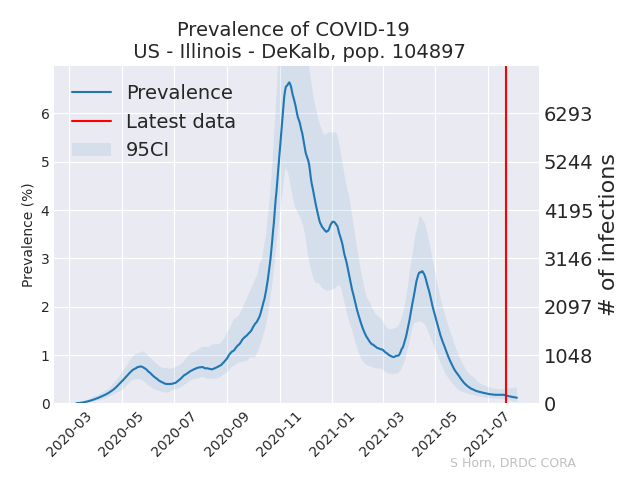 Prevalence of COVID-19
US - Illinois - DeKalb, pop. 104897
Prevalence
Latest data
95CI
Prevalence (%)
6
5
4
3
2
1
0
6293
5244
4195
3146
2097
1048
0
# of infections
2020-03
2020-05
2020-07
2020-09
2020-11
2021-01
2021-03
2021-05
2021-07
S Horn, DRDC CORA